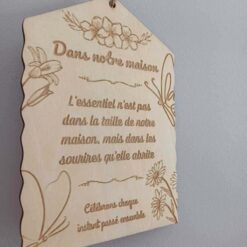 Dans notre maison
L'essentiel n'est pas
dans la taille de notre
maison, mais dans les
sourires qu'elle abrite
Célébrons chaque
instant passé ensemble